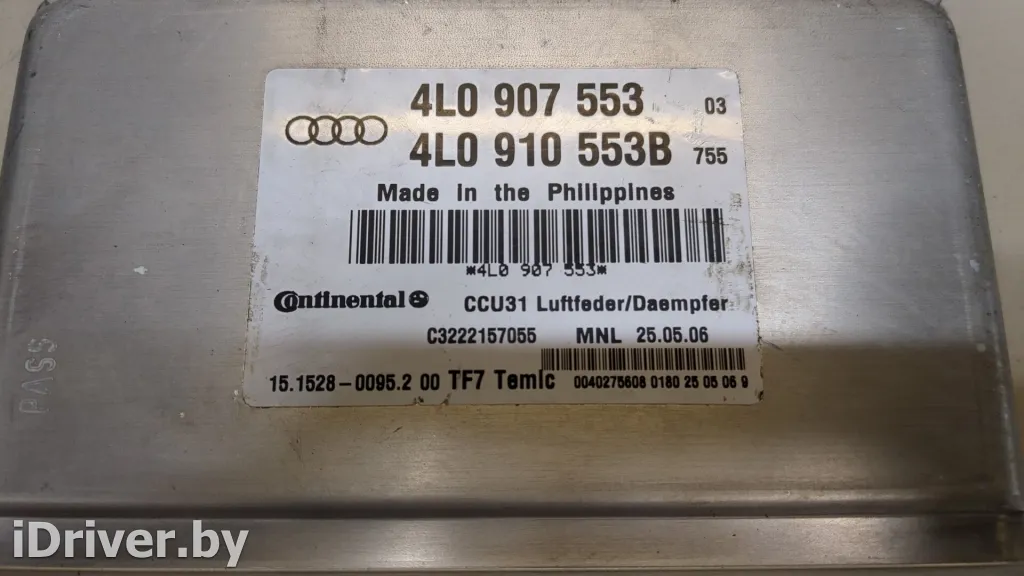 4L0 907 553 03
4L0 910 553B 755
Made in the Philippines
*4L0 907 553*
Continental
CCU31 Luftfeder/Daempfer
C3222157055 MNL 25.05.06
15.1528-0095.2 00 TF7 Temic 0040275608 0180 25 05 06 9
PASS
iDriver.by